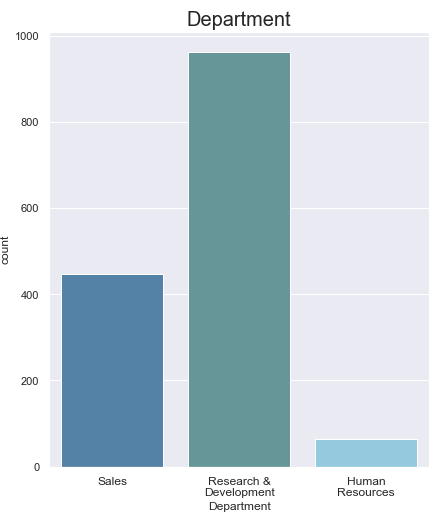 Department
1000
800
600
400
200
0
count
Sales
Research &
Development
Human
Resources
Department